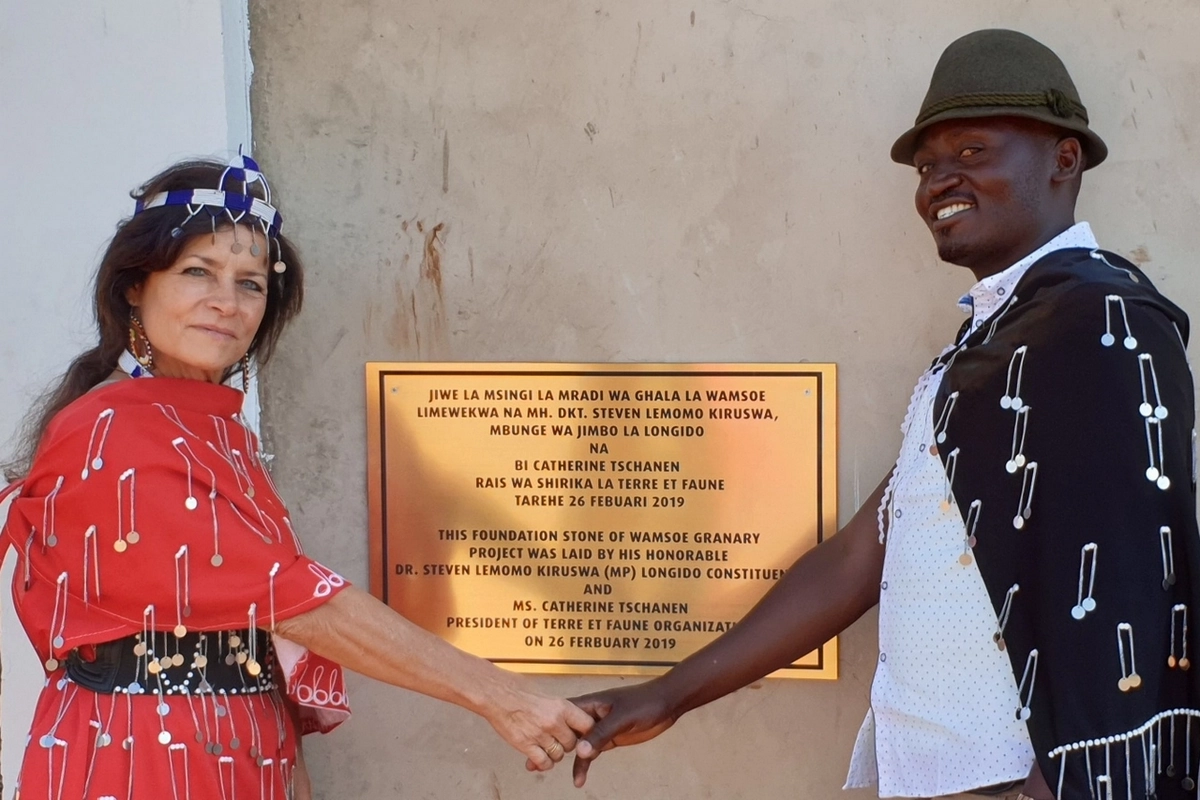 JIWE LA MSINGI LA MRADI WA GHALA LA WAMSOE
LIMEWEKWA NA MH. DKT. STEVEN LEMOMO KIRUSWA,
MBUNGE WA JIMBO LA LONGIDO
NA
BI CATHERINE TSCHANEN
RAIS WA SHIRIKA LA TERRE ET FAUNE
TAREHE 26 FEBUARI 2019
THIS FOUNDATION STONE OF WAMSOE GRANARY
PROJECT WAS LAID BY HIS HONORABLE
DR. STEVEN LEMOMO KIRUSWA (MP) LONGIDO
AND
MS. CATHERINE TSCHANEN
PRESIDENT OF TERRE ET FAUNE
ON 26 FERBUARY 2019